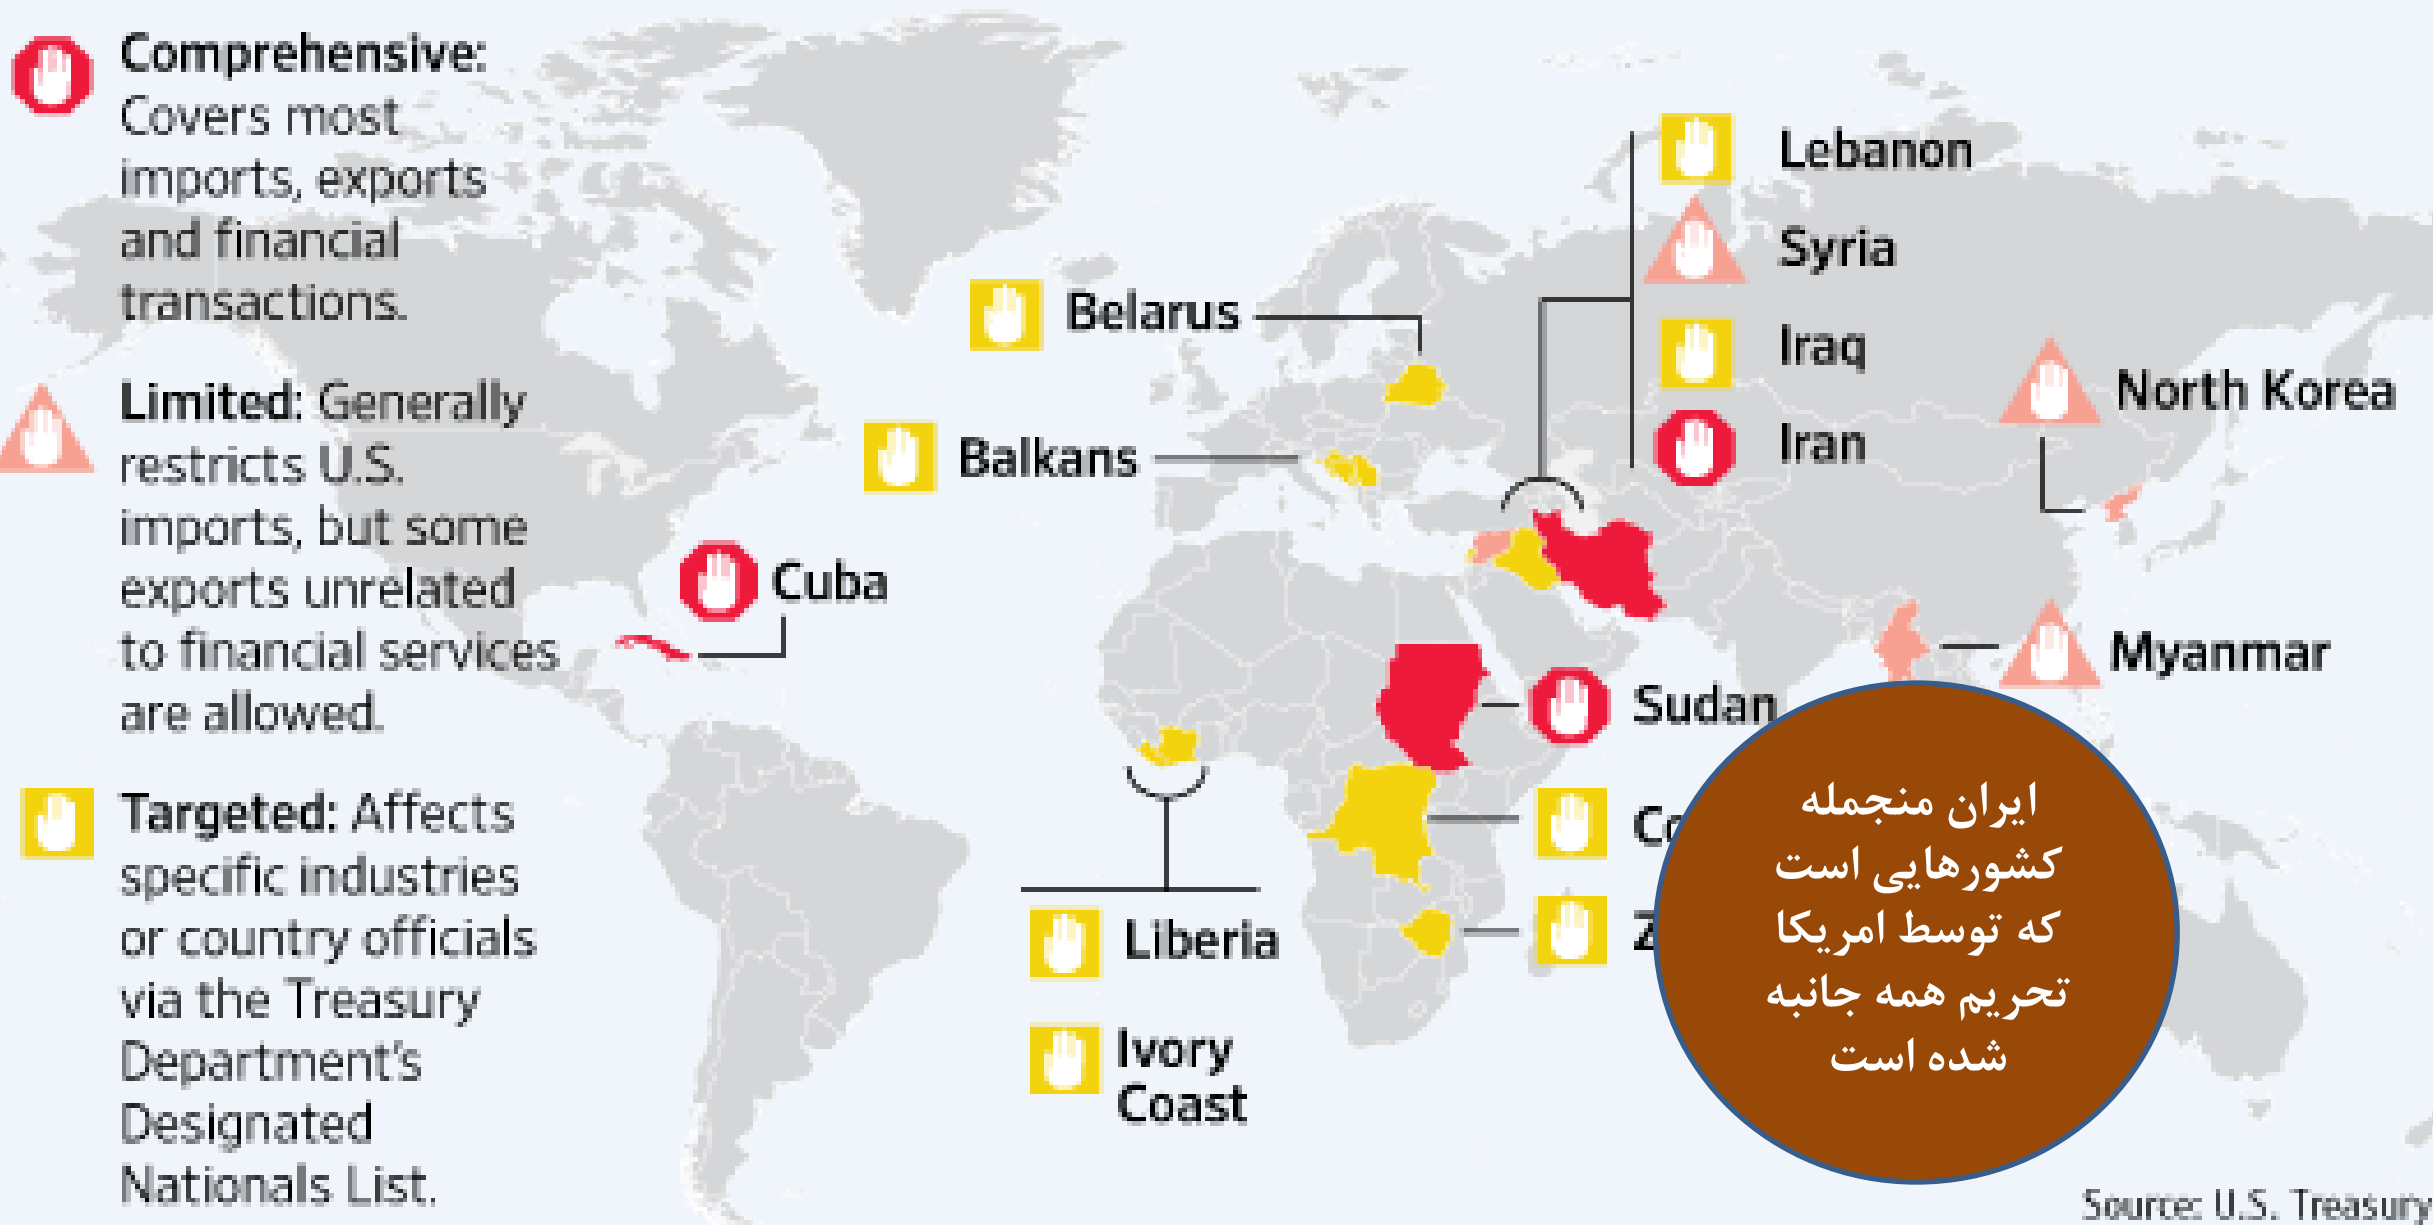 Comprehensive:
Covers most
imports, exports
and financial
transactions.
Limited: Generally
restricts U.S.
imports, but some
exports unrelated
to financial services
are allowed.
Targeted: Affects
specific industries
or country officials
via the Treasury
Department's
Designated
Nationals List.
Belarus
Balkans
Cuba
Liberia
Ivory
Coast
Lebanon
Syria
Iraq
Iran
North Korea
Myanmar
Sudan
ایران منجمله
کشورهایی است
که توسط امریکا
تحریم همه جانبه
شده است
Source: U.S. Treasury